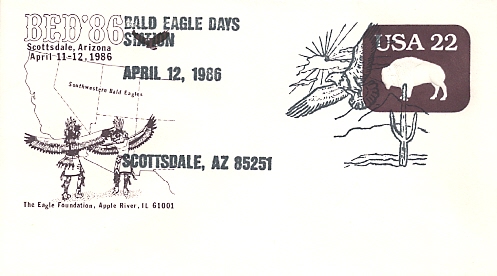 BED'86
Scottsdale, Arizona
April 11-12, 1986
Southwestern Bald Eagles
The Eagle Foundation, Apple River, IL 61001
BALD EAGLE DAYS
STATION
APRIL 12, 1986
SCOTTSDALE, AZ 85251
USA 22